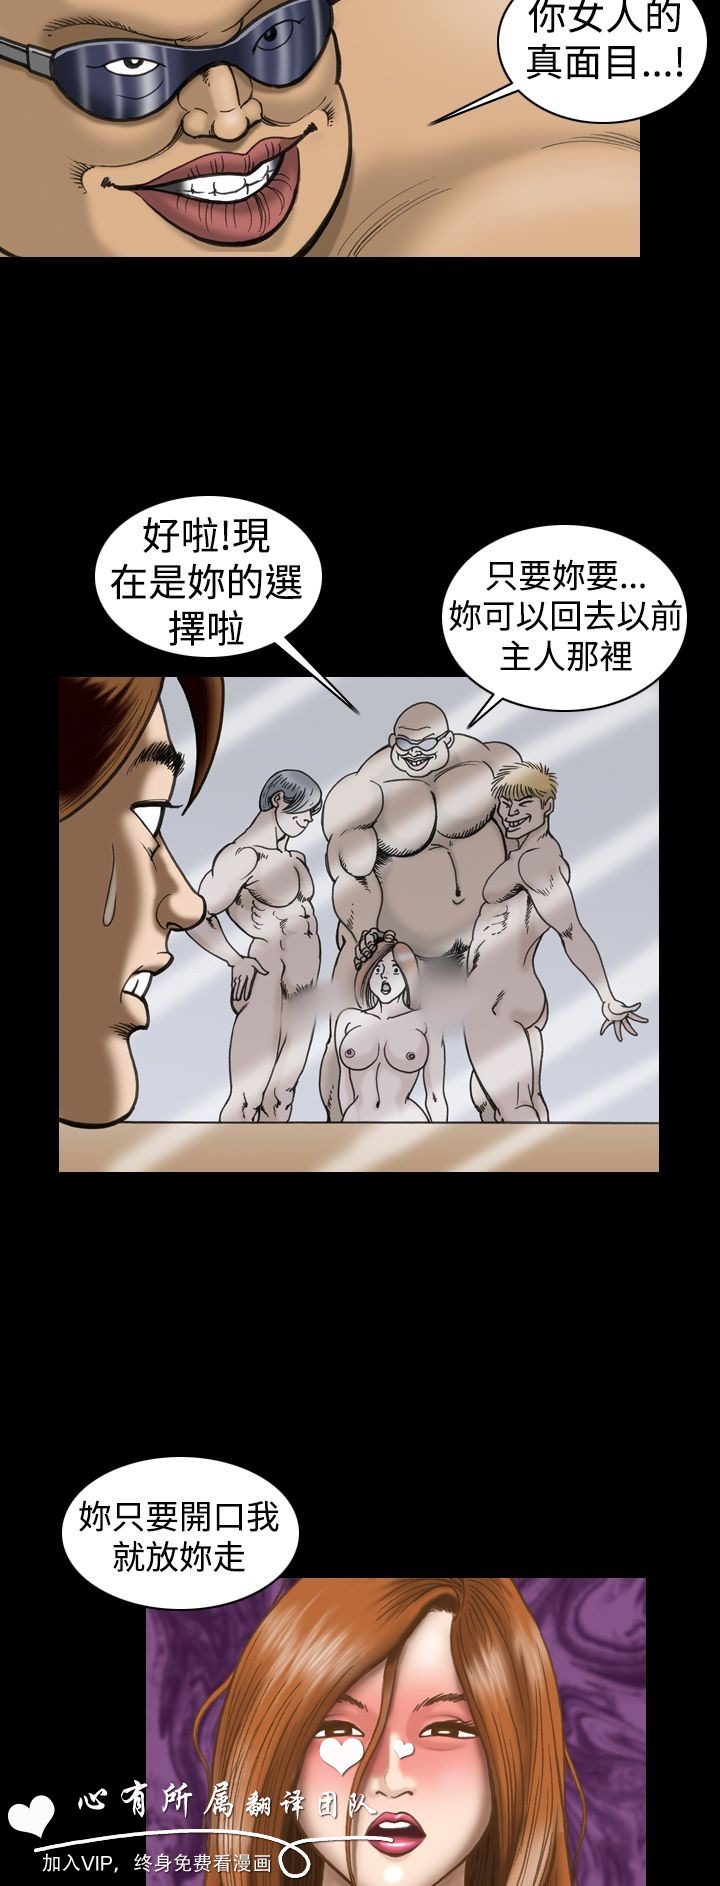 你女人的
真面目...!
好啦!現
在是妳的選
擇啦
只要妳要...
妳可以回去以前
主人那裡
妳只要開口我
就放妳走
心有所属翻译团队
加入VIP，终身免费看漫画